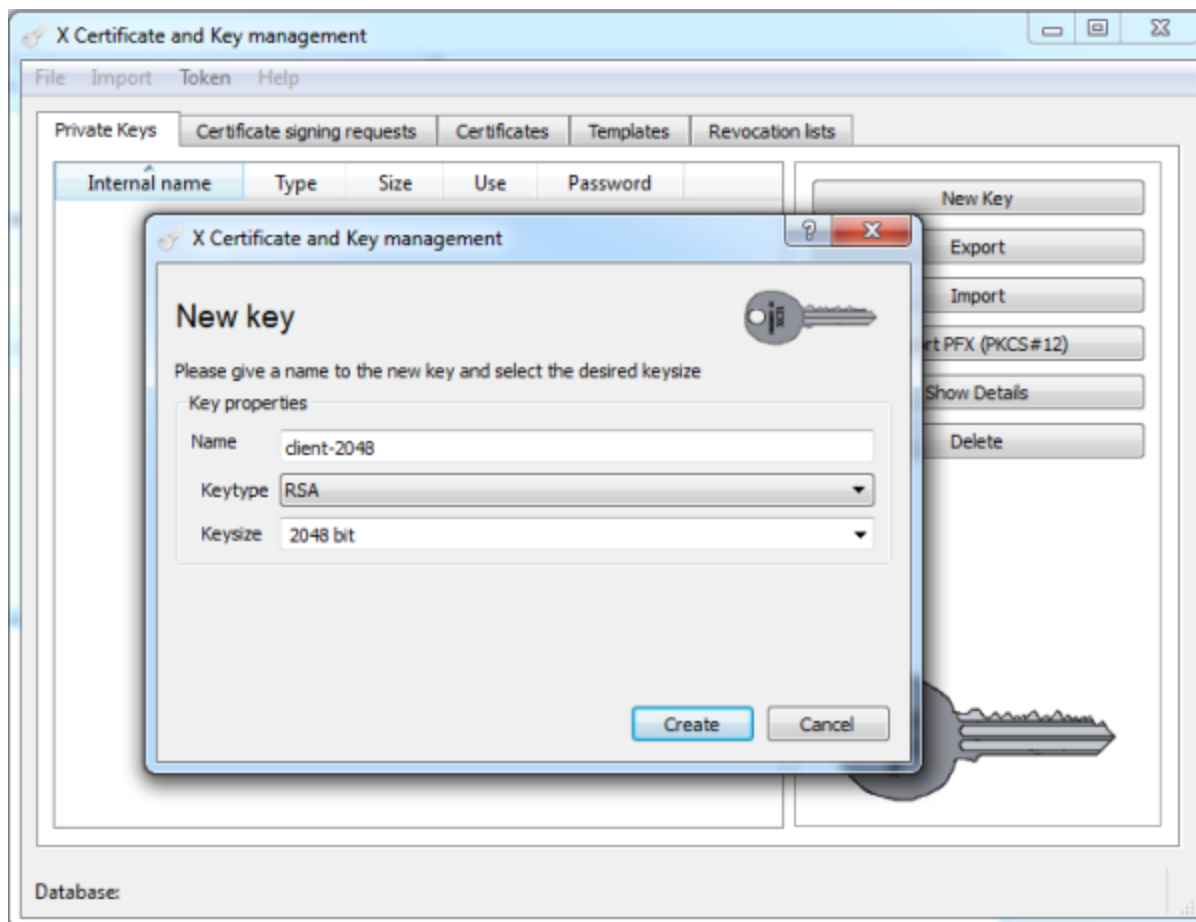 X Certificate and Key management
File Import Token Help
Private Keys Certificate signing requests Certificates Templates Revocation lists
Internal name Type Size Use Password
New Key
Export
Import
rt PFX (PKCS#12)
Show Details
Delete
X Certificate and Key management
New key
Please give a name to the new key and select the desired keysize
Key properties
Name client-2048
Keytype RSA
Keysize 2048 bit
Create Cancel
Database: